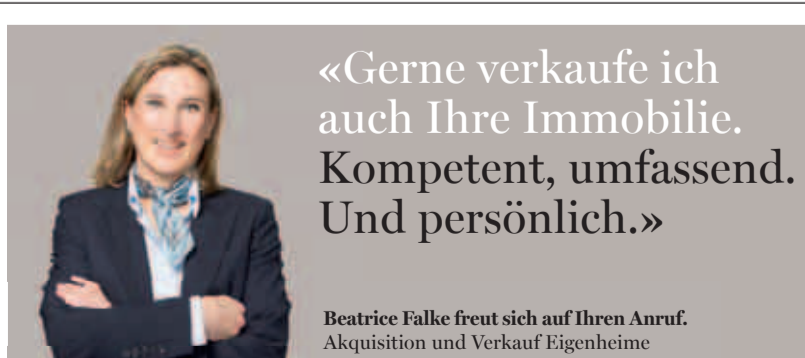 «Gerne verkaufe ich
auch Ihre Immobilie.
Kompetent, umfassend.
Und persönlich.»
Beatrice Falke freut sich auf Ihren Anruf.
Akquisition und Verkauf Eigenheime